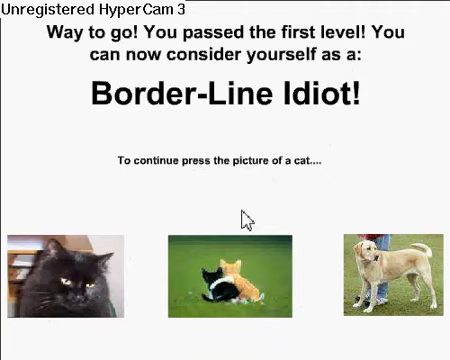 Unregistered HyperCam 3
Way to go! You passed the first level! You
can now consider yourself as a:
Border-Line Idiot!
To continue press the picture of a cat....